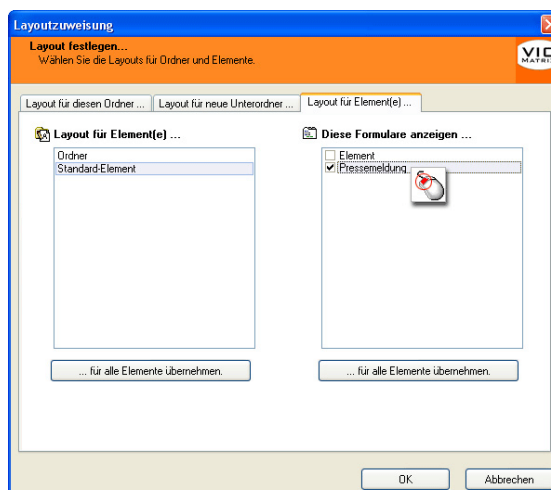 Layoutzuweisung
Layout festlegen...
Wählen Sie die Layouts für Ordner und Elemente.
VIO
MATRIX
Layout für diesen Ordner ...
Layout für neue Unterordner ...
Layout für Element(e) ...
Layout für Element(e) ...
Ordner
Standard-Element
... für alle Elemente übernehmen.
Diese Formulare anzeigen ...
Element
Pressemeldung
... für alle Elemente übernehmen.
OK
Abbrechen